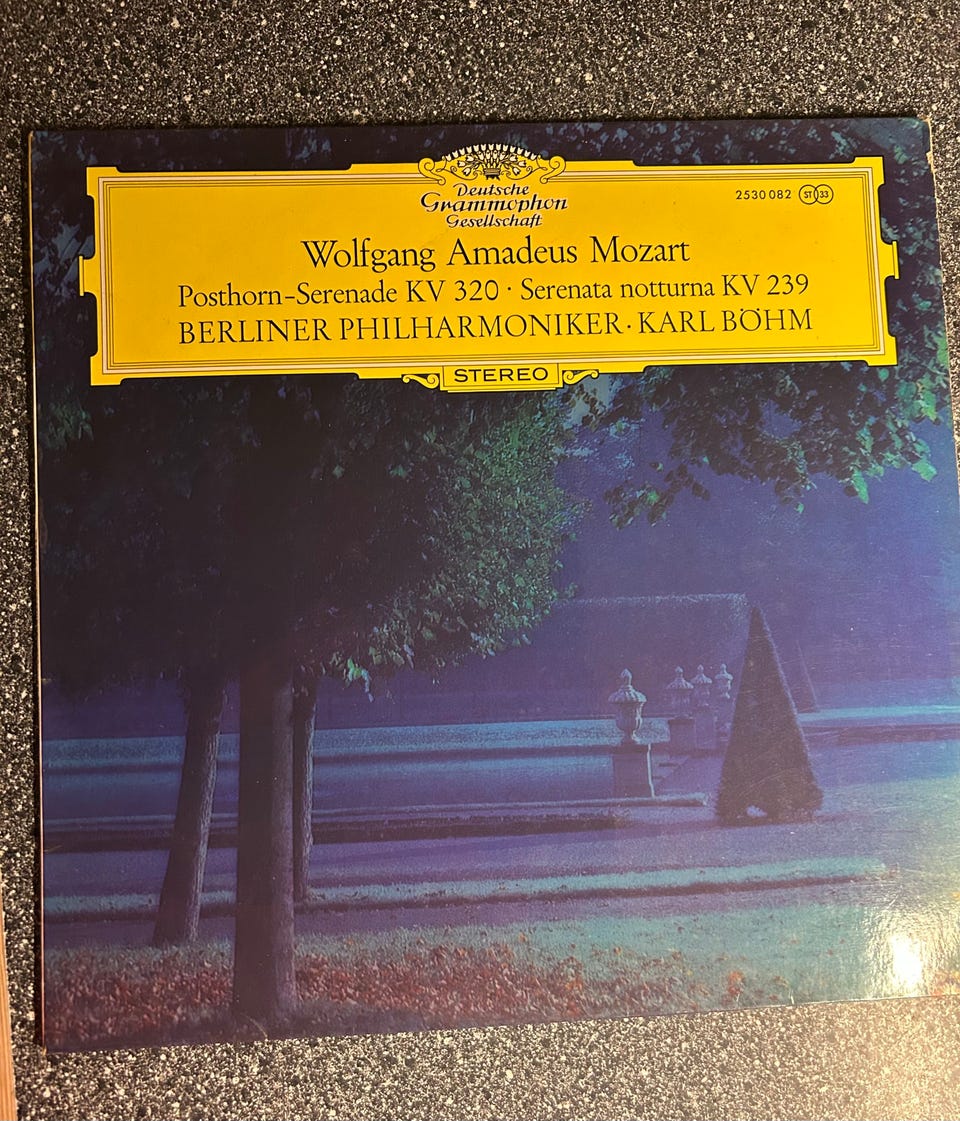 Deutsche
Grammophon
Gesellschaft
2530 082 ST 33
Wolfgang Amadeus Mozart
Posthorn-Serenade KV 320 · Serenata notturna KV 239
BERLINER PHILHARMONIKER · KARL BÖHM
STEREO